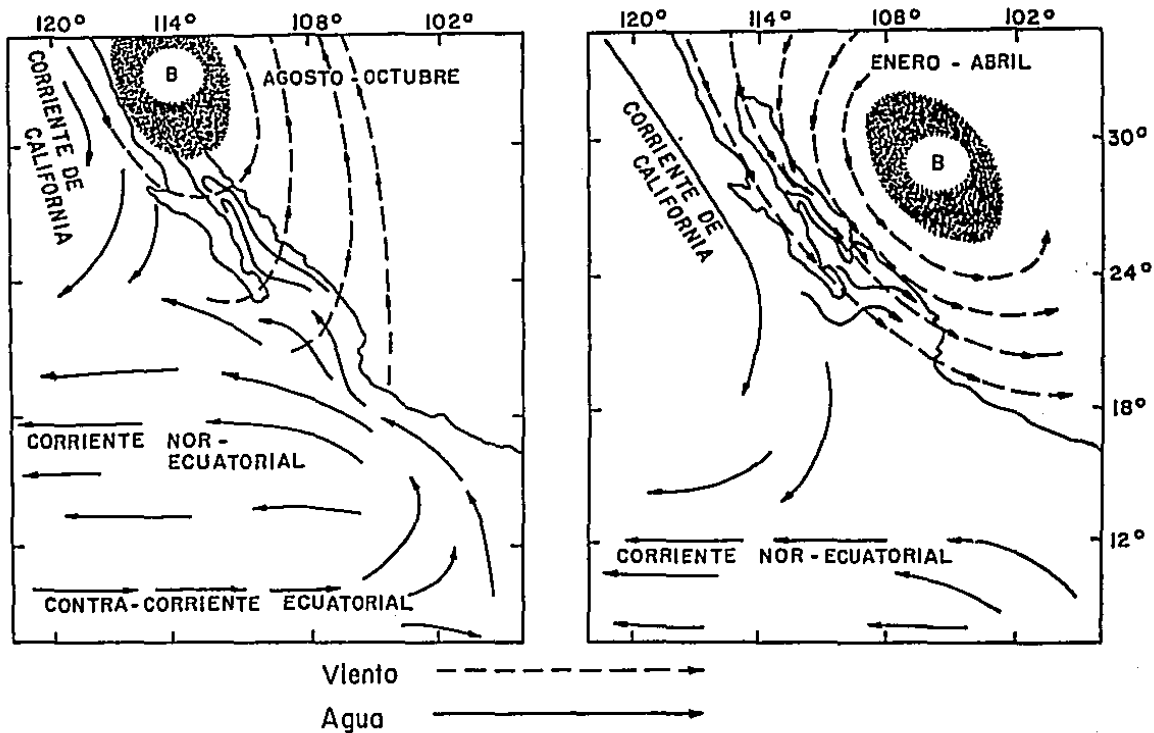 120° 114° 108° 102°
B
AGOSTO-OCTUBRE
CORRIENTE DE
CALIFORNIA
CORRIENTE NOR-
ECUATORIAL
CONTRA-CORRIENTE ECUATORIAL
120° 114° 108° 102°
ENERO - ABRIL
B
CORRIENTE DE
CALIFORNIA
30°
24°
18°
12°
CORRIENTE NOR-ECUATORIAL
Viento
Agua